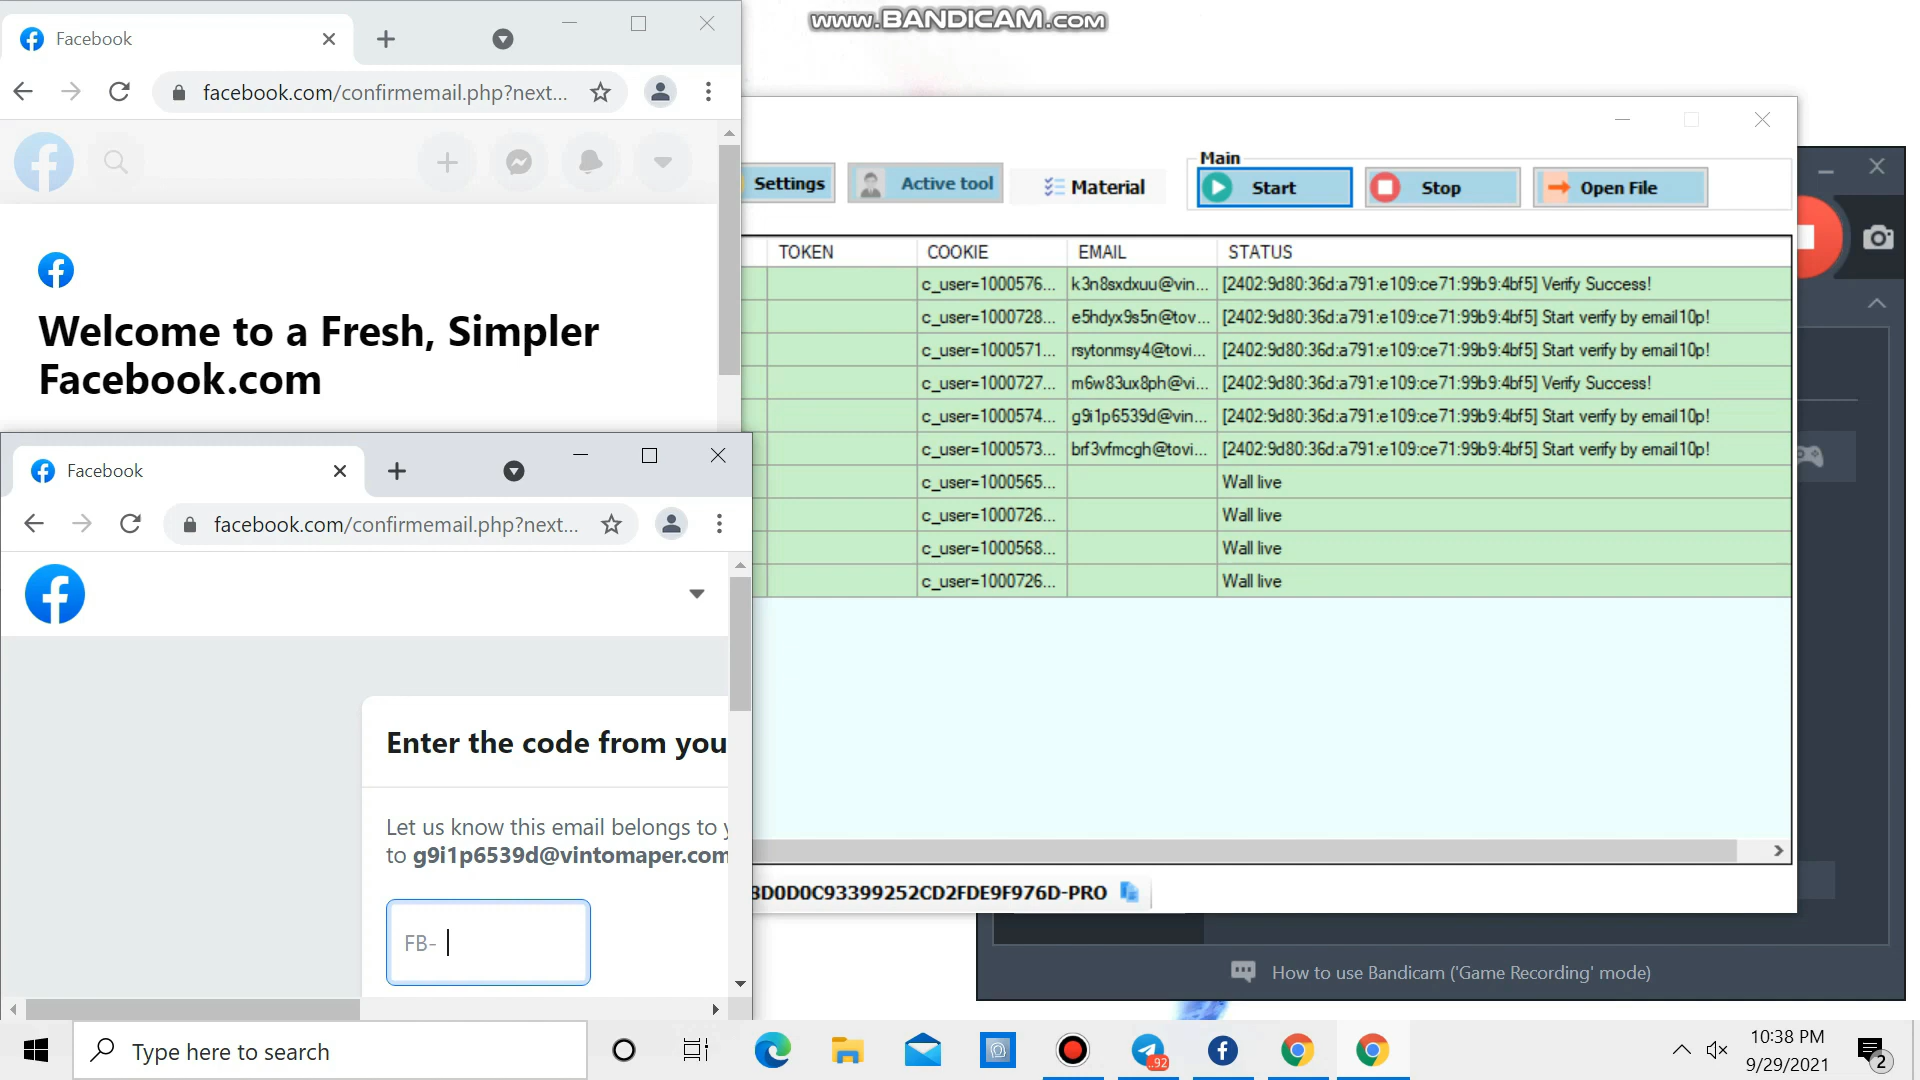 www.BANDICAM.com
Facebook
facebook.com/confirmemail.php?next...
Welcome to a Fresh, Simpler
Facebook.com
Facebook
facebook.com/confirmemail.php?next...
Enter the code from you
Let us know this email belongs to y
to g9i1p6539d@vintomaper.com
FB-
Settings
Active tool
Material
Main
Start
Stop
Open File
TOKEN COOKIE EMAIL STATUS
c_user=1000576... k3n8sxdxuu@vin... [2402:9d80:36d:a791:e109:ce71:99b9:4bf5] Verify Success!
c_user=1000728... e5hdyx9s5n@tov... [2402:9d80:36d:a791:e109:ce71:99b9:4bf5] Start verify by email10p!
c_user=1000571... rsytonmsy4@tovi... [2402:9d80:36d:a791:e109:ce71:99b9:4bf5] Start verify by email10p!
c_user=1000727... m6w83ux8ph@vi... [2402:9d80:36d:a791:e109:ce71:99b9:4bf5] Verify Success!
c_user=1000574... g9i1p6539d@vin... [2402:9d80:36d:a791:e109:ce71:99b9:4bf5] Start verify by email10p!
c_user=1000573... brf3vfmcgh@tovi... [2402:9d80:36d:a791:e109:ce71:99b9:4bf5] Start verify by email10p!
c_user=1000565... Wall live
c_user=1000726... Wall live
c_user=1000568... Wall live
c_user=1000726... Wall live
3D0D0C93399252CD2FDE9F976D-PRO
How to use Bandicam ('Game Recording' mode)
Type here to search
92
10:38 PM
9/29/2021
2